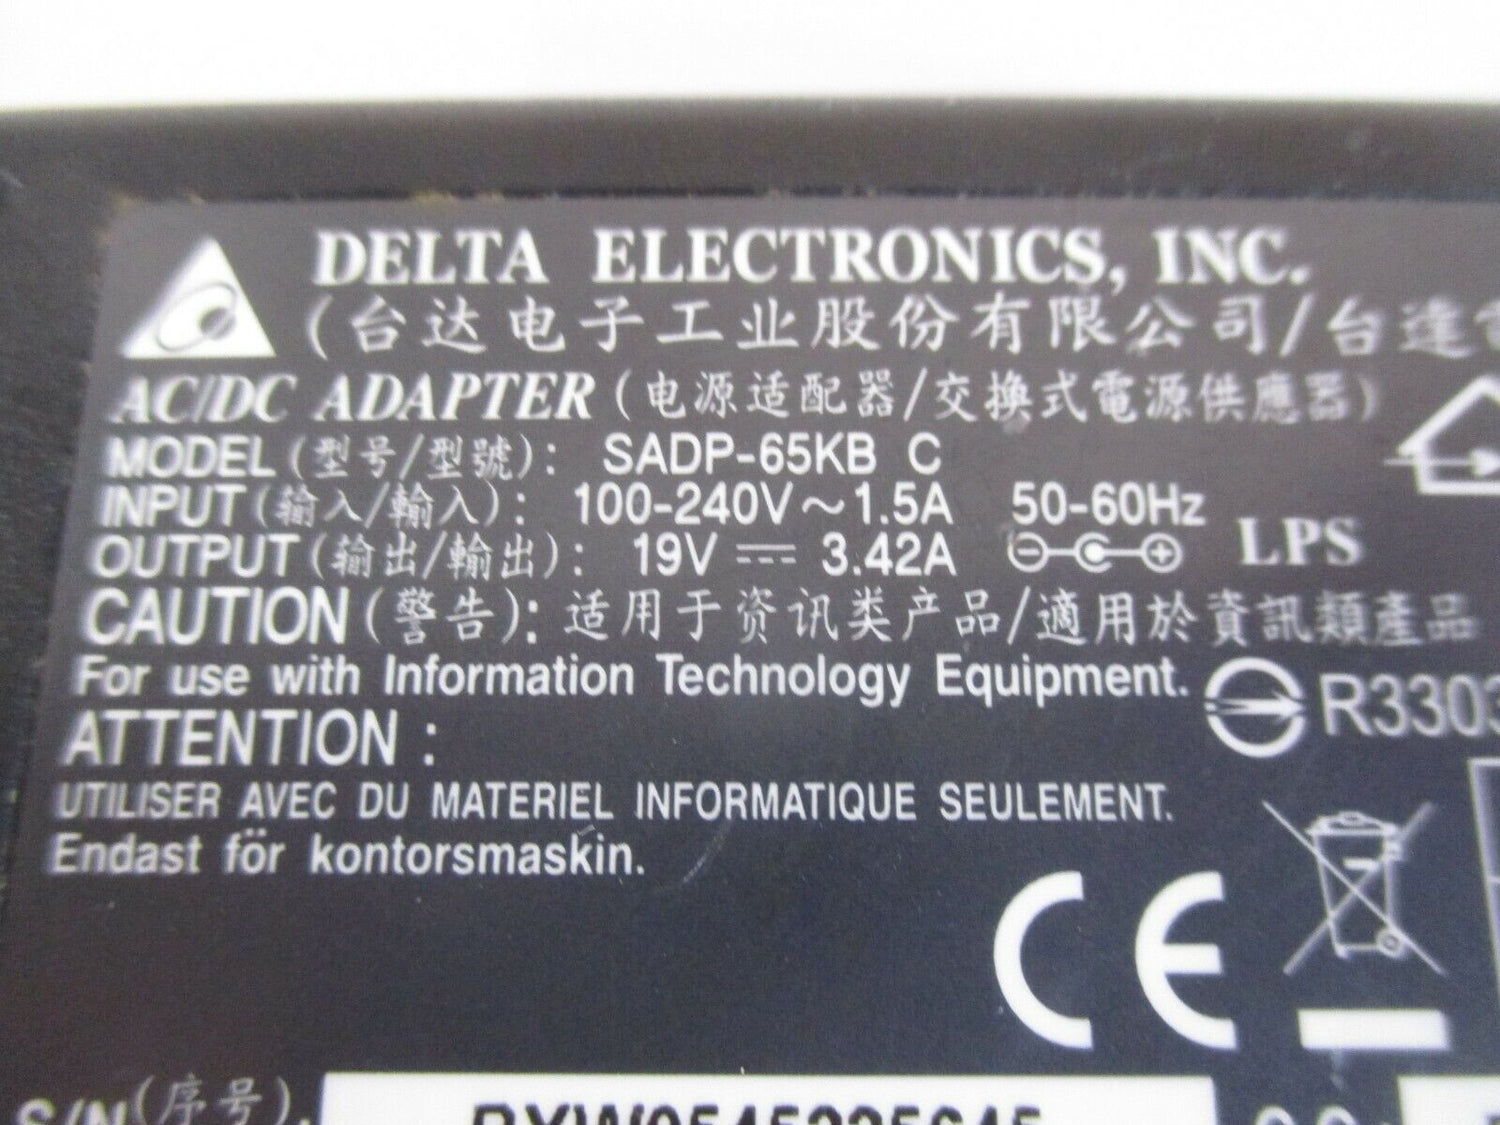 DELTA ELECTRONICS, INC.
(台达电子工业股份有限公司/台達
AC/DC ADAPTER (电源适配器/交換式電源供應器)
MODEL (型号/型號): SADP-65KB C
INPUT (输入/輸入): 100-240V~1.5A 50-60Hz
OUTPUT (输出/輸出): 19V ⎓ 3.42A LPS
CAUTION (警告): 适用于资讯类产品/適用於資訊類產品
For use with Information Technology Equipment.
R3303
ATTENTION :
UTILISER AVEC DU MATERIEL INFORMATIQUE SEULEMENT.
Endast för kontorsmaskin.
CE
S/N(序号).